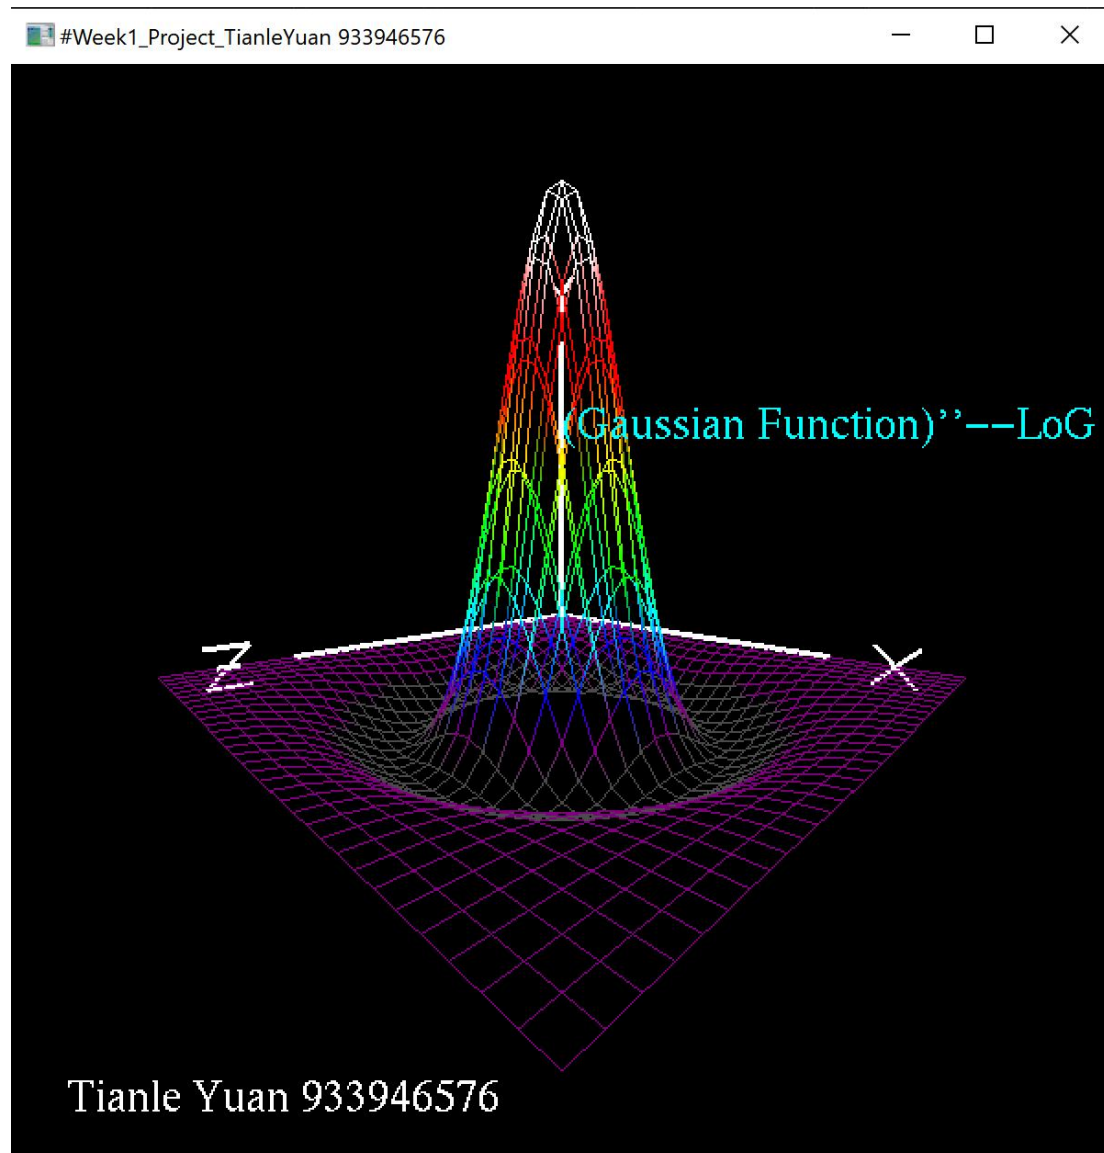 #Week1_Project_TianleYuan 933946576
(Gaussian Function)’’--LoG
Z
X
Tianle Yuan 933946576